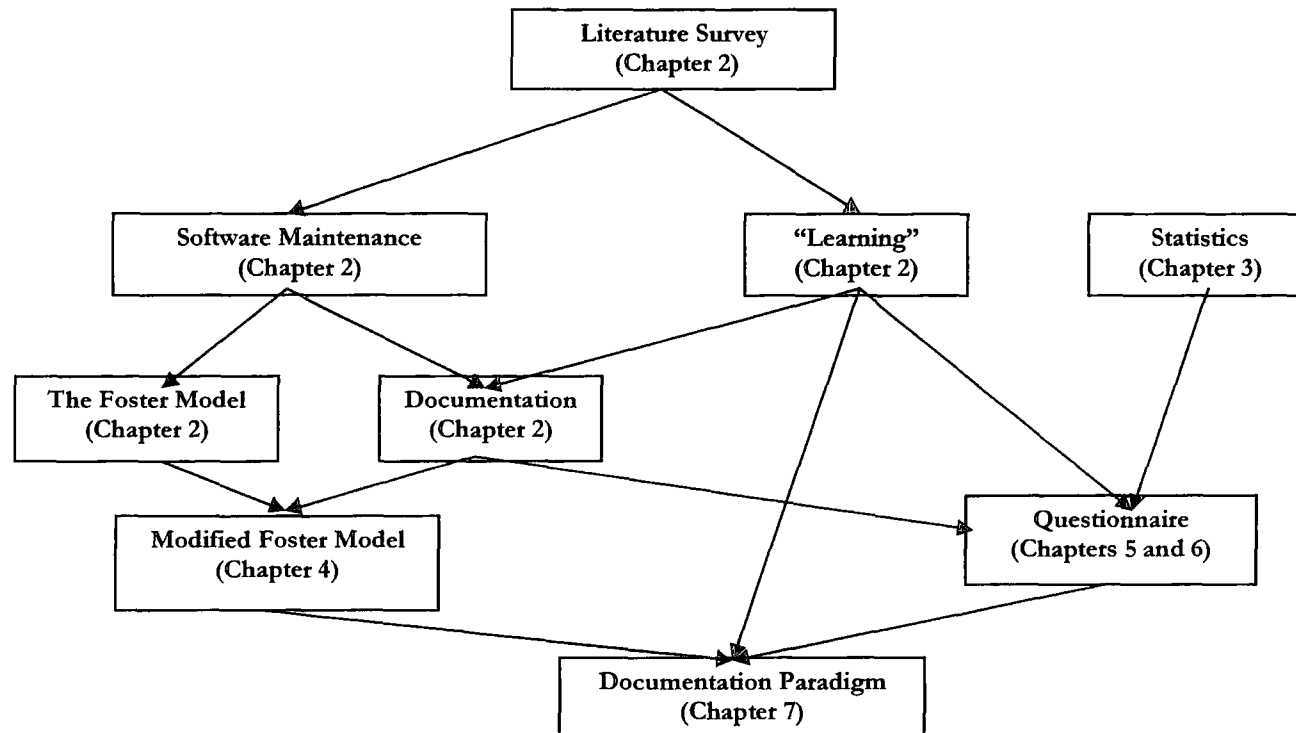 Literature Survey
(Chapter 2)
Software Maintenance
(Chapter 2)
“Learning”
(Chapter 2)
Statistics
(Chapter 3)
The Foster Model
(Chapter 2)
Documentation
(Chapter 2)
Modified Foster Model
(Chapter 4)
Questionnaire
(Chapters 5 and 6)
Documentation Paradigm
(Chapter 7)